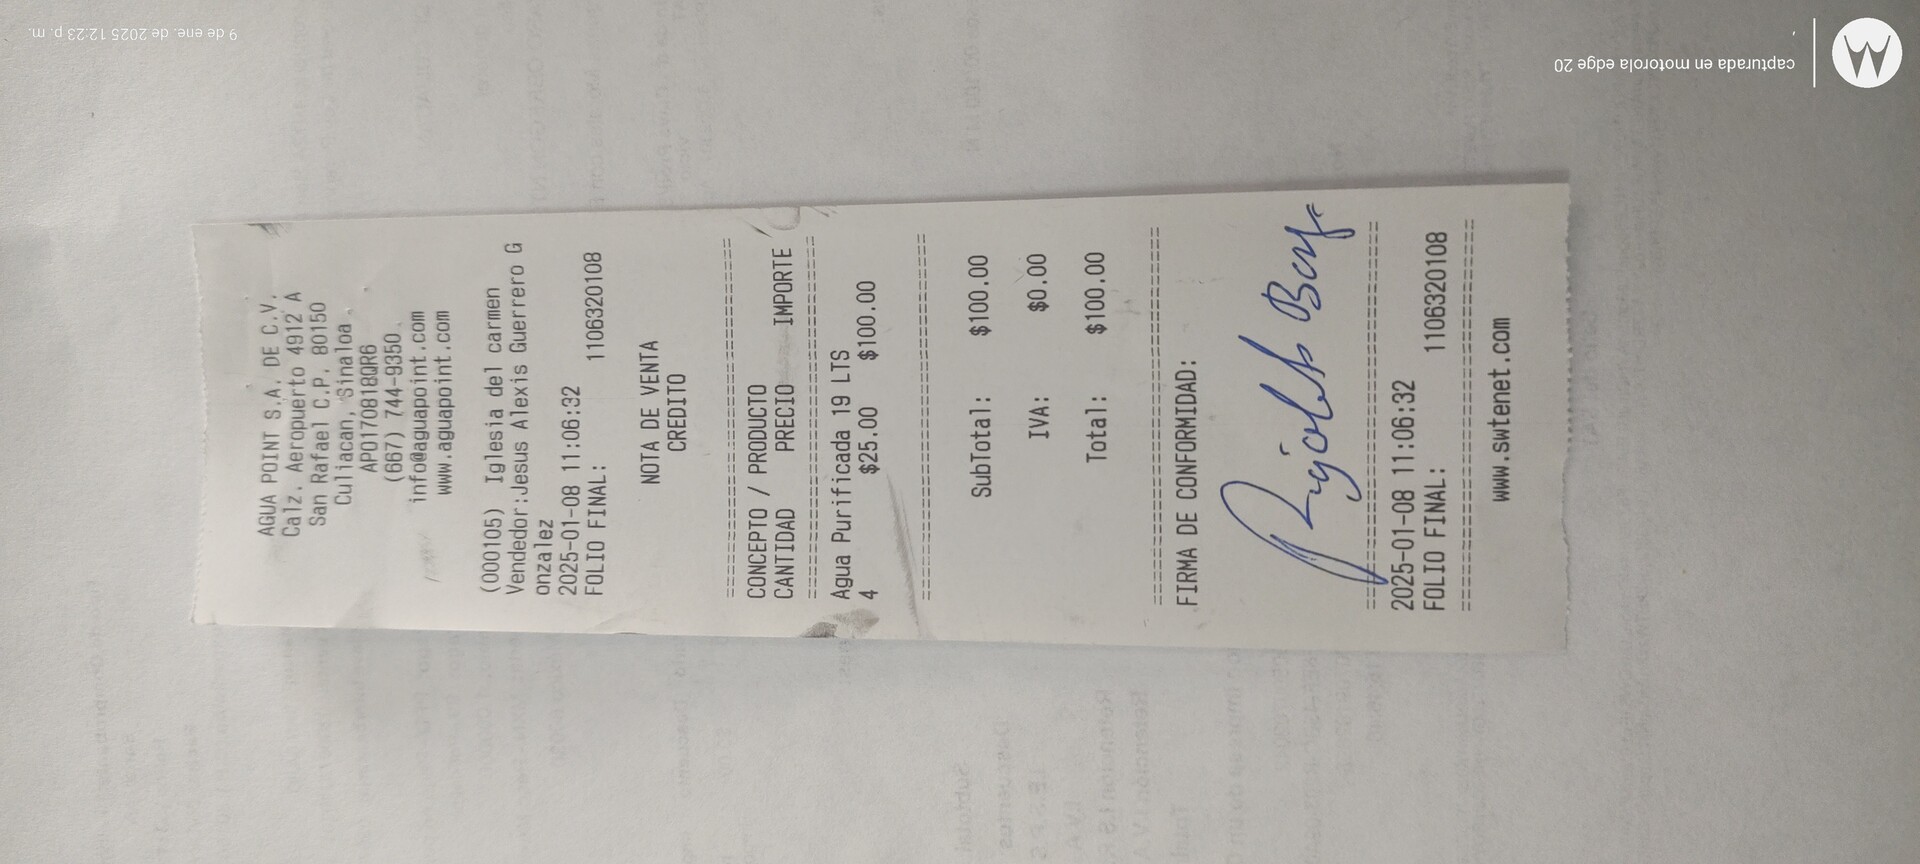 AGUA POINT S.A. DE C.V.
Calz. Aeropuerto 4912 A
San Rafael C.P. 80150
Culiacan, Sinaloa
APO170818QR6
(667) 744-9350
info@aguapoint.com
www.aguapoint.com
(000105) Iglesia del carmen
Vendedor:Jesus Alexis Guerrero G
onzalez
2025-01-08 11:06:32
FOLIO FINAL: 1106320108
NOTA DE VENTA
CREDITO
================================
CONCEPTO / PRODUCTO
CANTIDAD PRECIO IMPORTE
================================
Agua Purificada 19 LTS
4 $25.00 $100.00
================================
SubTotal: $100.00
IVA: $0.00
Total: $100.00
================================
FIRMA DE CONFORMIDAD:
================================
2025-01-08 11:06:32
FOLIO FINAL: 1106320108
================================
www.swtenet.com
capturada en motorola edge 20
9 de ene. de 2025 12:23 p. m.